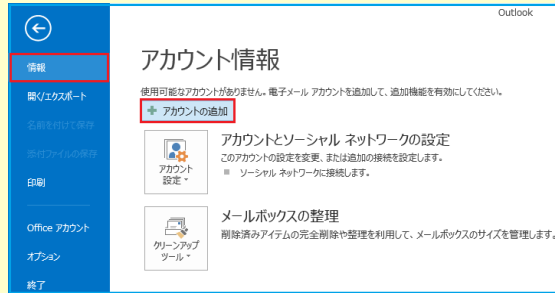 Outlook
情報
開く/エクスポート
名前を付けて保存
添付ファイルの保存
印刷
Office アカウント
オプション
終了
アカウント情報
使用可能なアカウントがありません。電子メール アカウントを追加して、追加機能を有効にしてください。
アカウントの追加
アカウント
設定
アカウントとソーシャル ネットワークの設定
このアカウントの設定を変更、または追加の接続を設定します。
ソーシャル ネットワークに接続します。
クリーンアップ
ツール
メールボックスの整理
削除済みアイテムの完全削除や整理を利用して、メールボックスのサイズを管理します。